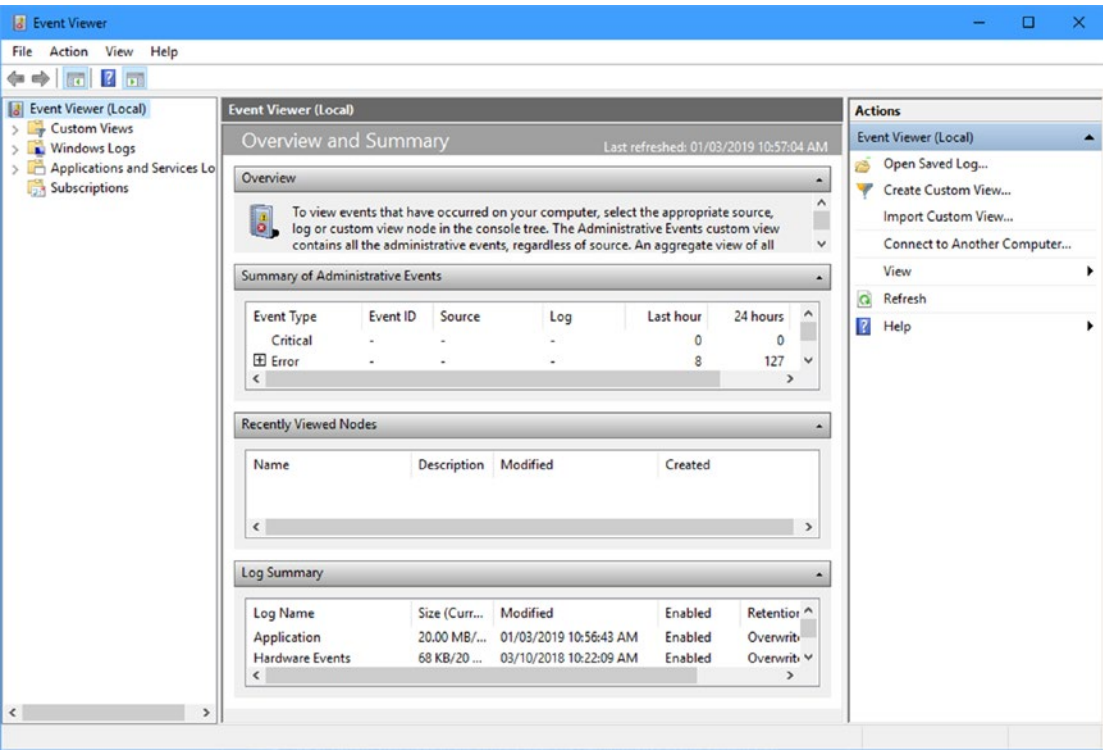 Event Viewer
File Action View Help
Event Viewer (Local)
Custom Views
Windows Logs
Applications and Services Lo
Subscriptions
Event Viewer (Local)
Overview and Summary Last refreshed: 01/03/2019 10:57:04 AM
Overview
To view events that have occurred on your computer, select the appropriate source,
log or custom view node in the console tree. The Administrative Events custom view
contains all the administrative events, regardless of source. An aggregate view of all
Summary of Administrative Events
Event Type Event ID Source Log Last hour 24 hours
Critical - - - 0 0
Error - - - 8 127
Recently Viewed Nodes
Name Description Modified Created
Log Summary
Log Name Size (Curr... Modified Enabled Retention
Application 20.00 MB/... 01/03/2019 10:56:43 AM Enabled Overwrit
Hardware Events 68 KB/20 ... 03/10/2018 10:22:09 AM Enabled Overwrit
Actions
Event Viewer (Local)
Open Saved Log...
Create Custom View...
Import Custom View...
Connect to Another Computer...
View
Refresh
Help